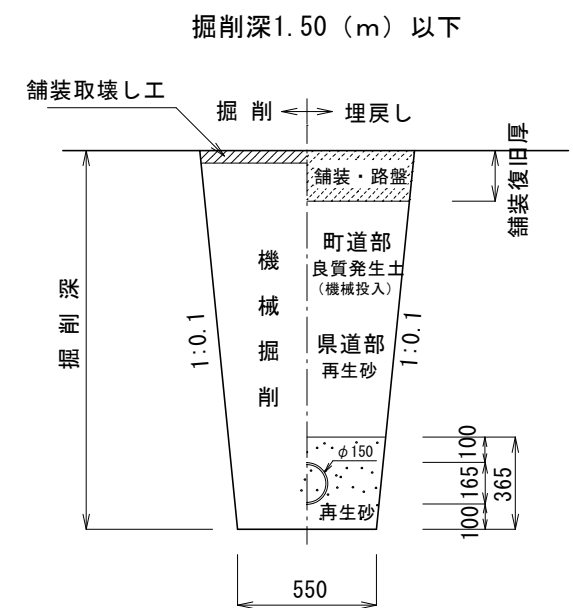 掘削深1.50（ｍ）以下
舗装取壊し工
掘 削
埋戻し
舗装・路盤
舗装復旧厚
町道部
良質発生土
（機械投入）
県道部
再生砂
機械掘削
掘削深
1:0.1
1:0.1
φ150
再生砂
100
165
100
365
550